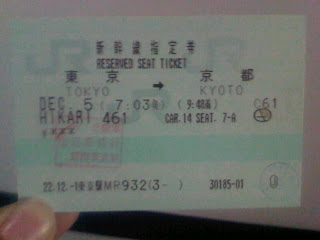 新幹線指定券
RESERVED SEAT TICKET
東京 → 京都
TOKYO KYOTO
DEC. 5 (7:03発) (9:48着) C61
HIKARI 461 CAR.14 SEAT. 7-A
¥***
22.12.-1 MR932(3- ) 30185-01